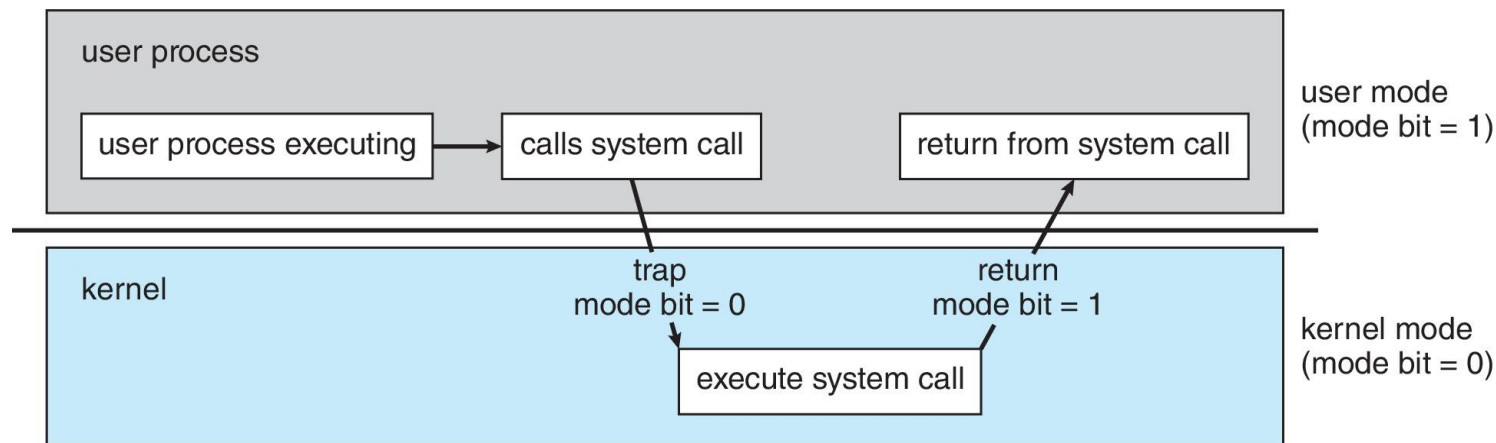 user process
user process executing
calls system call
return from system call
user mode
(mode bit = 1)
kernel
trap
mode bit = 0
return
mode bit = 1
execute system call
kernel mode
(mode bit = 0)